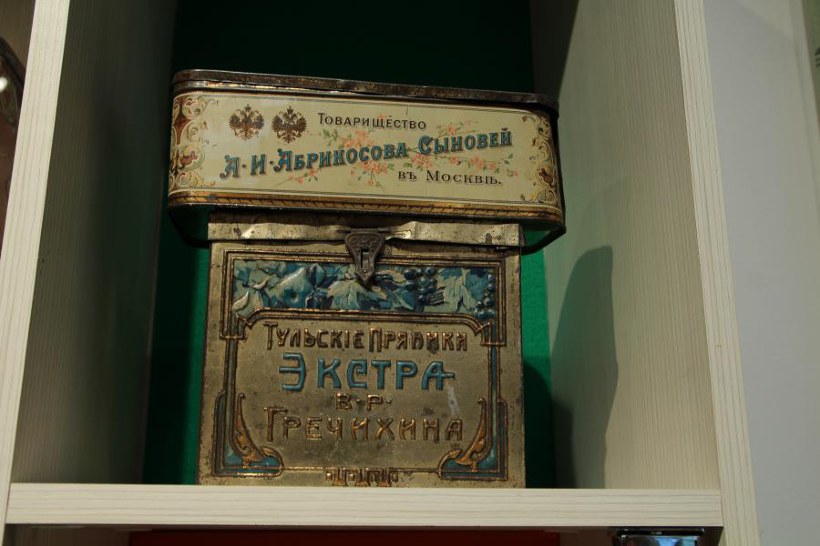 Товарищество
А·И·Абрикосова Сыновей
въ Москвѣ.
Тульскіе Пряники
Экстра
В·Р·
Гречихина